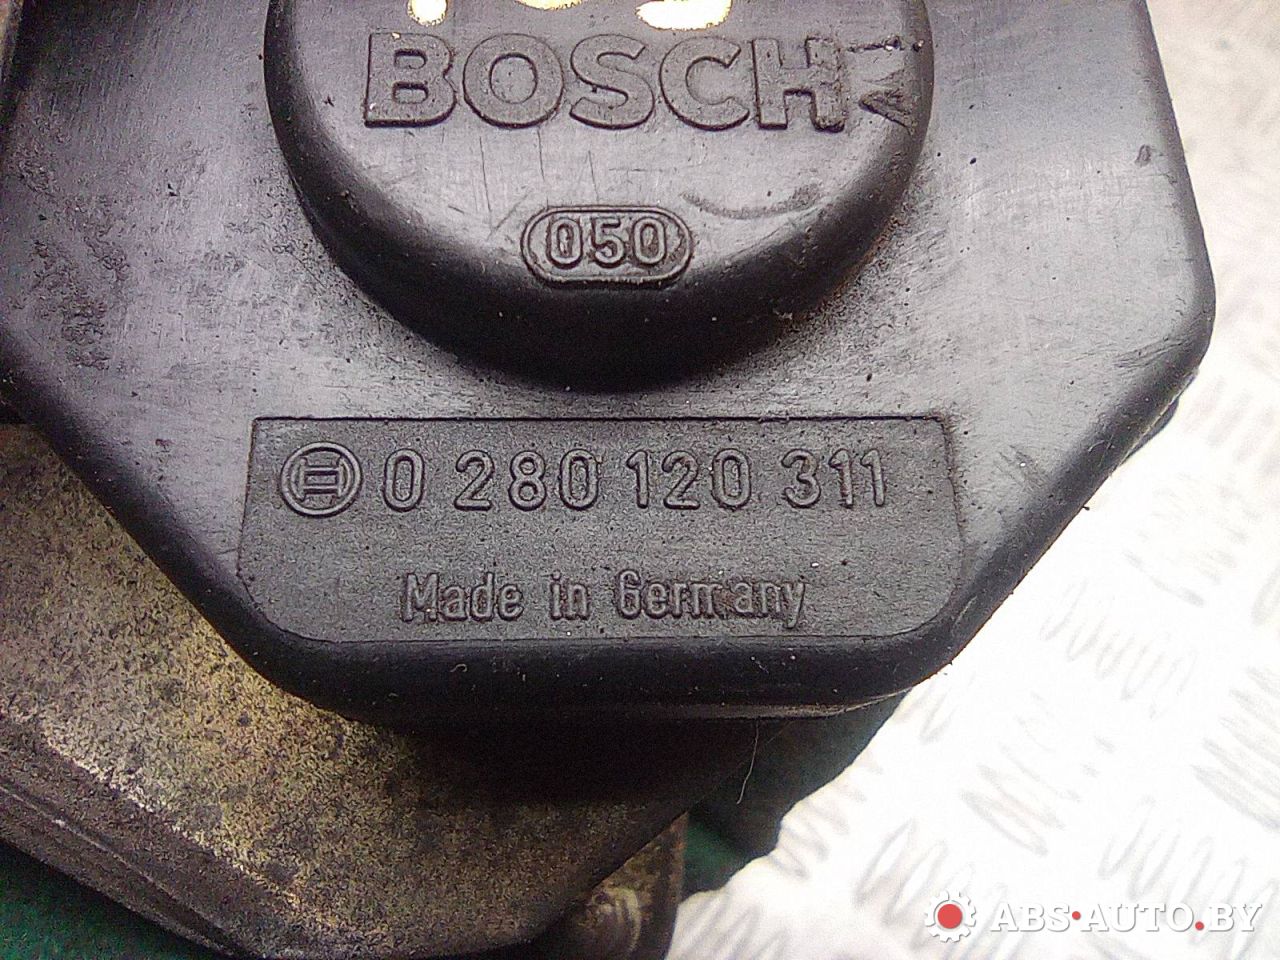 BOSCH
050
0 280 120 311
Made in Germany
ABS-AUTO.BY